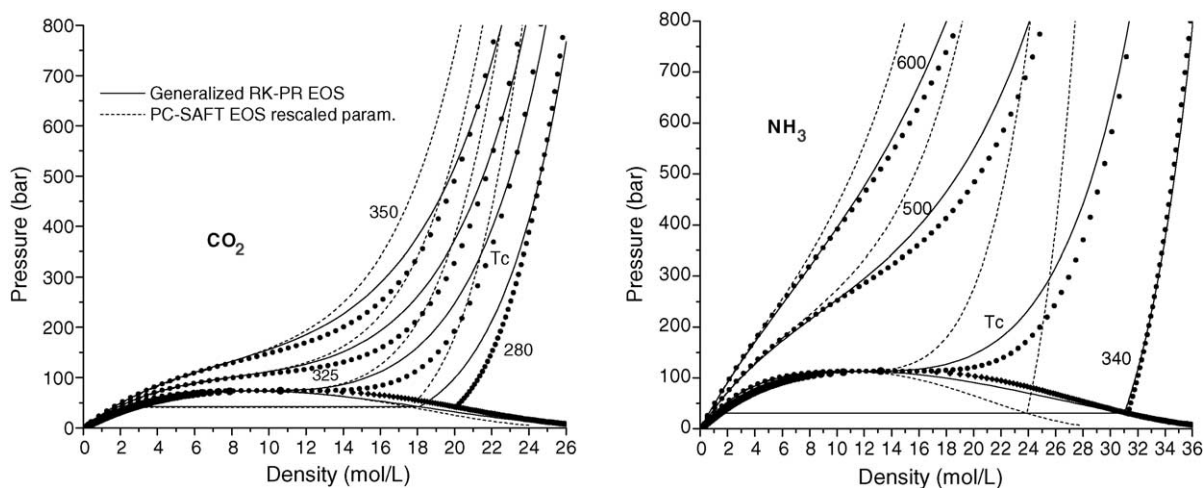 800
700
600
500
400
300
200
100
0
Pressure (bar)
Generalized RK-PR EOS
PC-SAFT EOS rescaled param.
CO2
350
Tc
280
325
0 2 4 6 8 10 12 14 16 18 20 22 24 26
Density (mol/L)
800
700
600
500
400
300
200
100
0
Pressure (bar)
NH3
600
500
Tc
340
0 2 4 6 8 10 12 14 16 18 20 22 24 26 28 30 32 34 36
Density (mol/L)